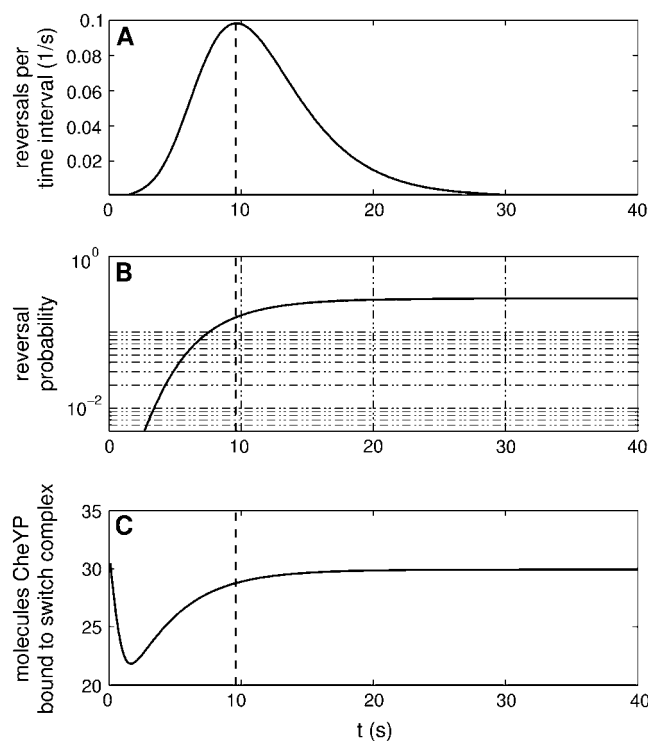 A
reversals per
time interval (1/s)
0.1
0.08
0.06
0.04
0.02
0 10 20 30 40
B
reversal
probability
10^0
10^-2
0 10 20 30 40
C
molecules CheYP
bound to switch complex
35
30
25
20
0 10 20 30 40
t (s)